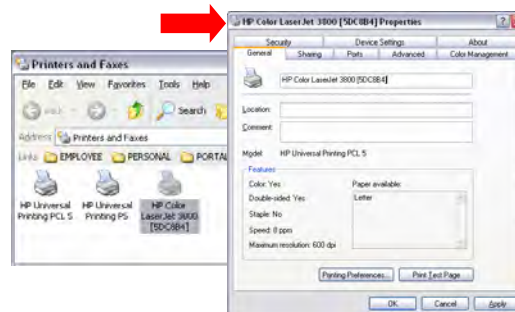 Printers and Faxes
File Edit View Favorites Tools Help
Back Search
Address Printers and Faxes
Links EMPLOYEE PERSONAL PORTAL
HP Universal Printing PCL 5
HP Universal Printing PS
HP Color LaserJet 3800 [5DC8B4]
HP Color LaserJet 3800 [5DC8B4] Properties
Security Device Settings About
General Sharing Ports Advanced Color Management
HP Color LaserJet 3800 [5DC8B4]
Location:
Comment:
Model: HP Universal Printing PCL 5
Features
Color: Yes Paper available:
Double-sided: Yes Letter
Staple: No
Speed: 8 ppm
Maximum resolution: 600 dpi
Printing Preferences... Print Test Page
OK Cancel Apply